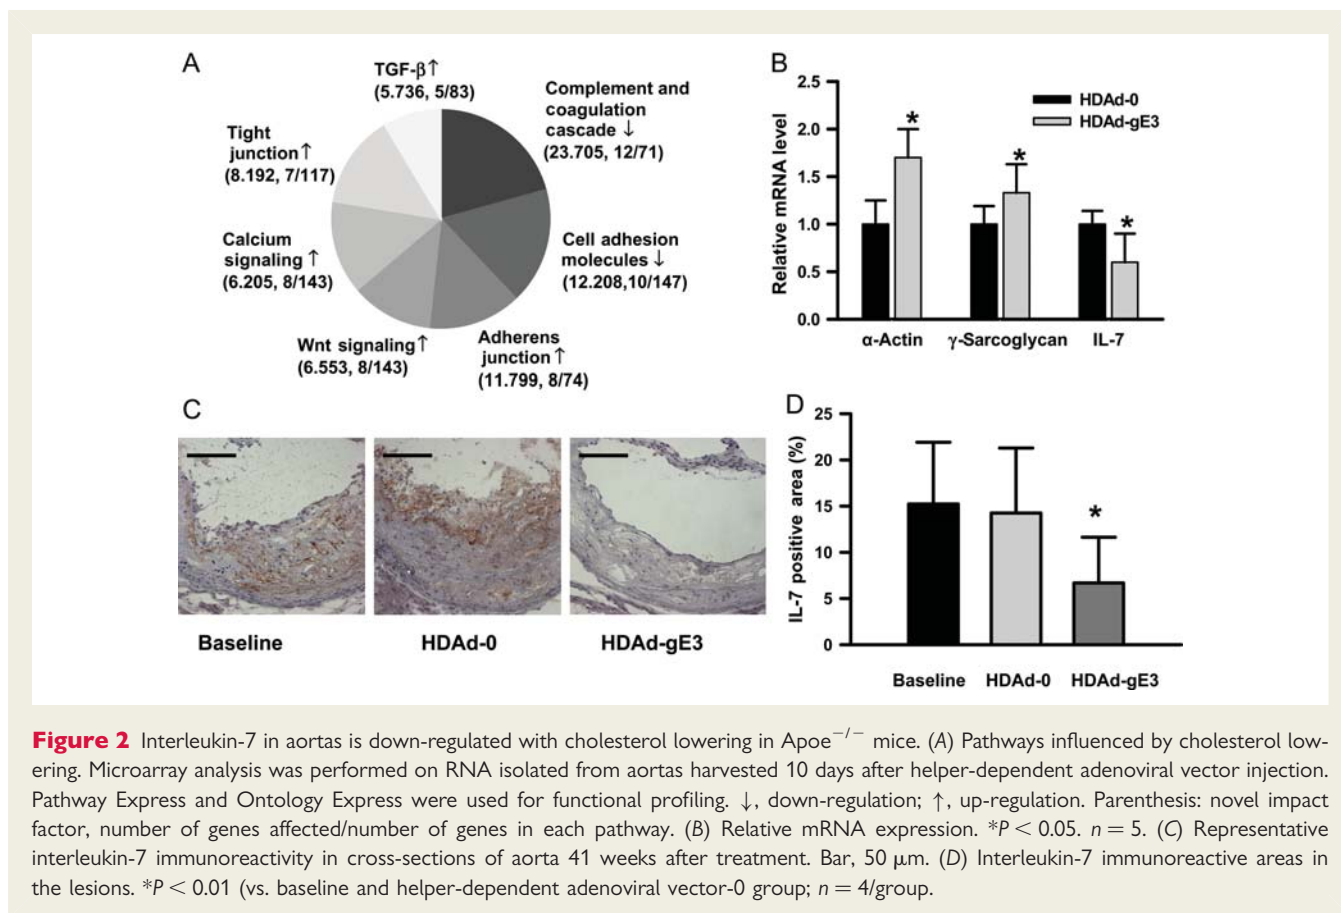 A
TGF-β↑
(5.736, 5/83)
Complement and
coagulation
cascade ↓
(23.705, 12/71)
Tight
junction↑
(8.192, 7/117)
Calcium
signaling ↑
(6.205, 8/143)
Cell adhesion
molecules ↓
(12.208,10/147)
Wnt signaling↑
(6.553, 8/143)
Adherens
junction ↑
(11.799, 8/74)
B
Relative mRNA level
2.5
2.0
1.5
1.0
0.5
0.0
HDAd-0
HDAd-gE3
*
*
*
α-Actin γ-Sarcoglycan IL-7
C
Baseline HDAd-0 HDAd-gE3
D
IL-7 positive area (%)
25
20
15
10
5
0
*
Baseline HDAd-0 HDAd-gE3
Figure 2 Interleukin-7 in aortas is down-regulated with cholesterol lowering in Apoe−/− mice. (A) Pathways influenced by cholesterol low-
ering. Microarray analysis was performed on RNA isolated from aortas harvested 10 days after helper-dependent adenoviral vector injection.
Pathway Express and Ontology Express were used for functional profiling. ↓, down-regulation; ↑, up-regulation. Parenthesis: novel impact
factor, number of genes affected/number of genes in each pathway. (B) Relative mRNA expression. *P < 0.05. n = 5. (C) Representative
interleukin-7 immunoreactivity in cross-sections of aorta 41 weeks after treatment. Bar, 50 μm. (D) Interleukin-7 immunoreactive areas in
the lesions. *P < 0.01 (vs. baseline and helper-dependent adenoviral vector-0 group; n = 4/group.